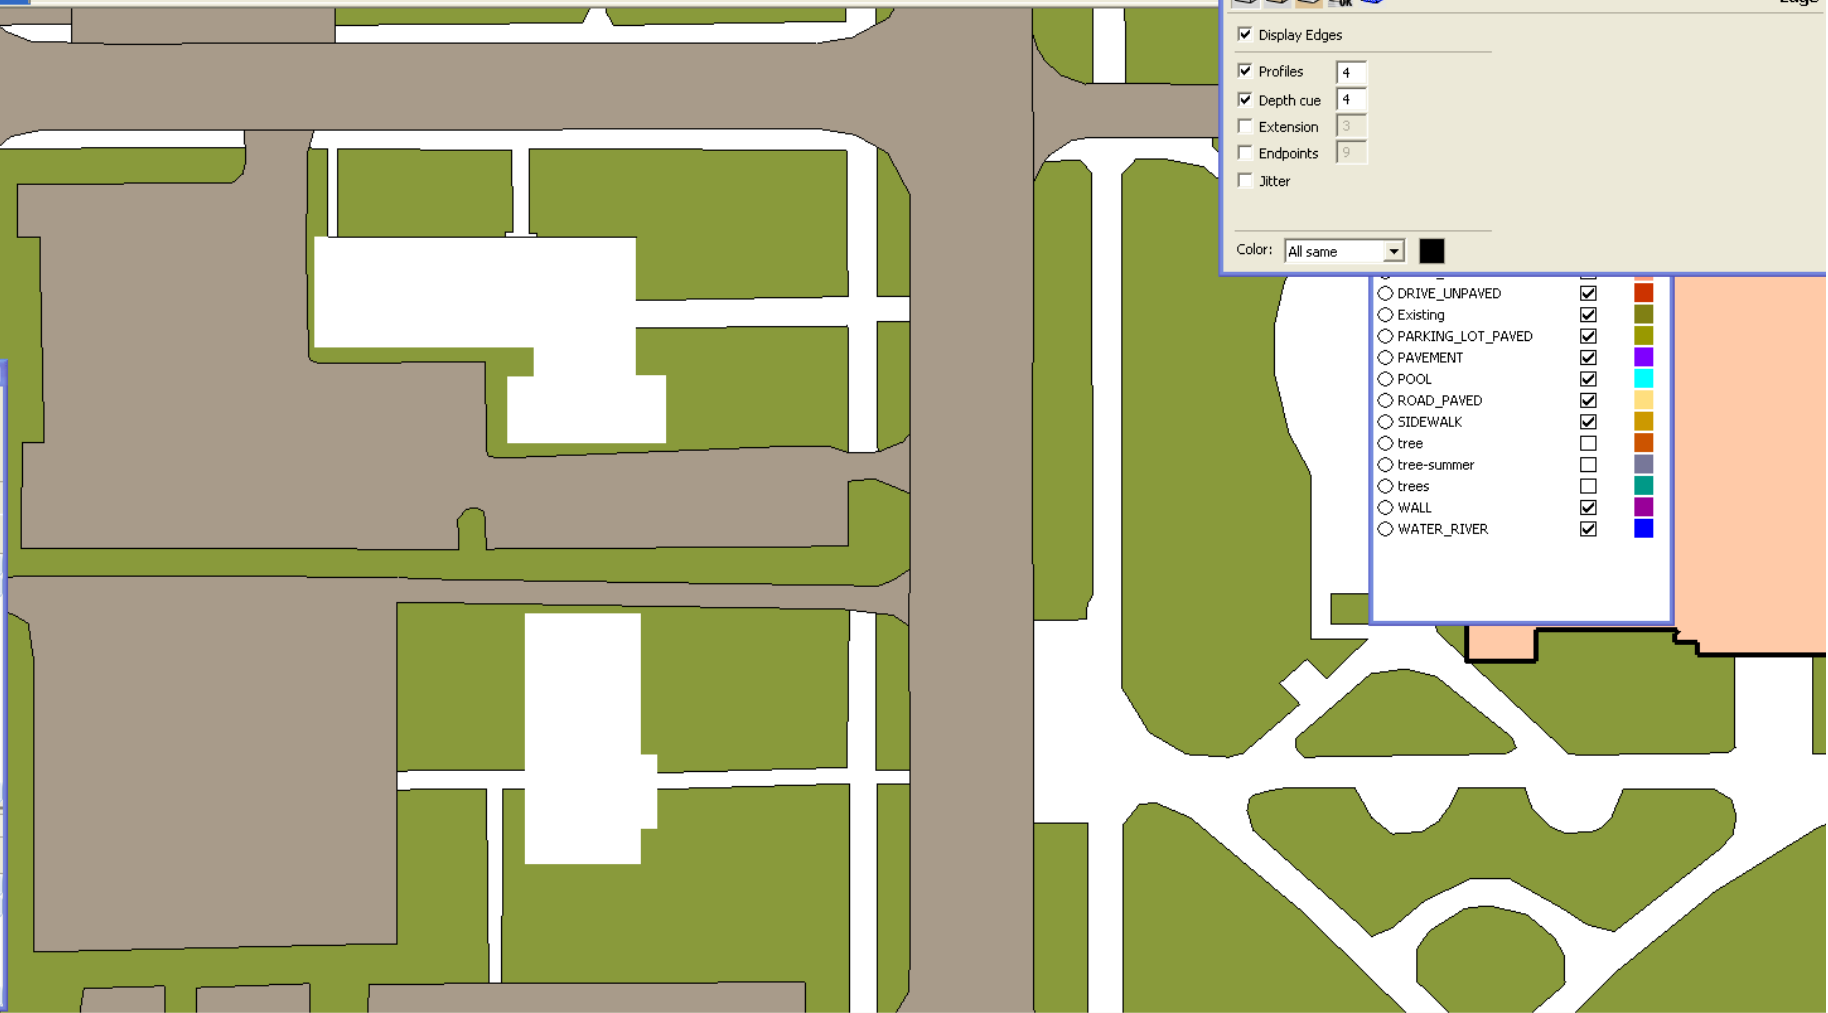 Edge
Display Edges
Profiles 4
Depth cue 4
Extension 3
Endpoints 9
Jitter
Color: All same
DRIVE_UNPAVED
Existing
PARKING_LOT_PAVED
PAVEMENT
POOL
ROAD_PAVED
SIDEWALK
tree
tree-summer
trees
WALL
WATER_RIVER